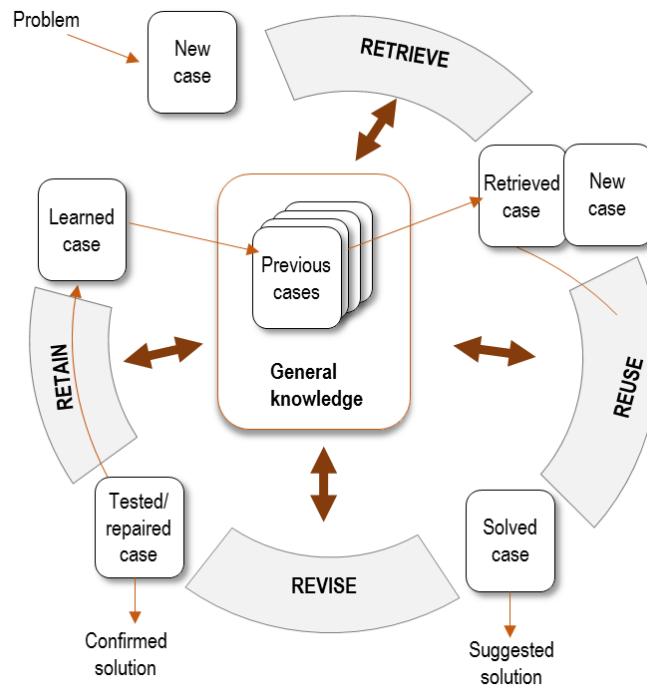 Problem
New
case
RETRIEVE
Retrieved
case
New
case
Learned
case
Previous
cases
General
knowledge
RETAIN
REUSE
Tested/
repaired
case
REVISE
Solved
case
Confirmed
solution
Suggested
solution